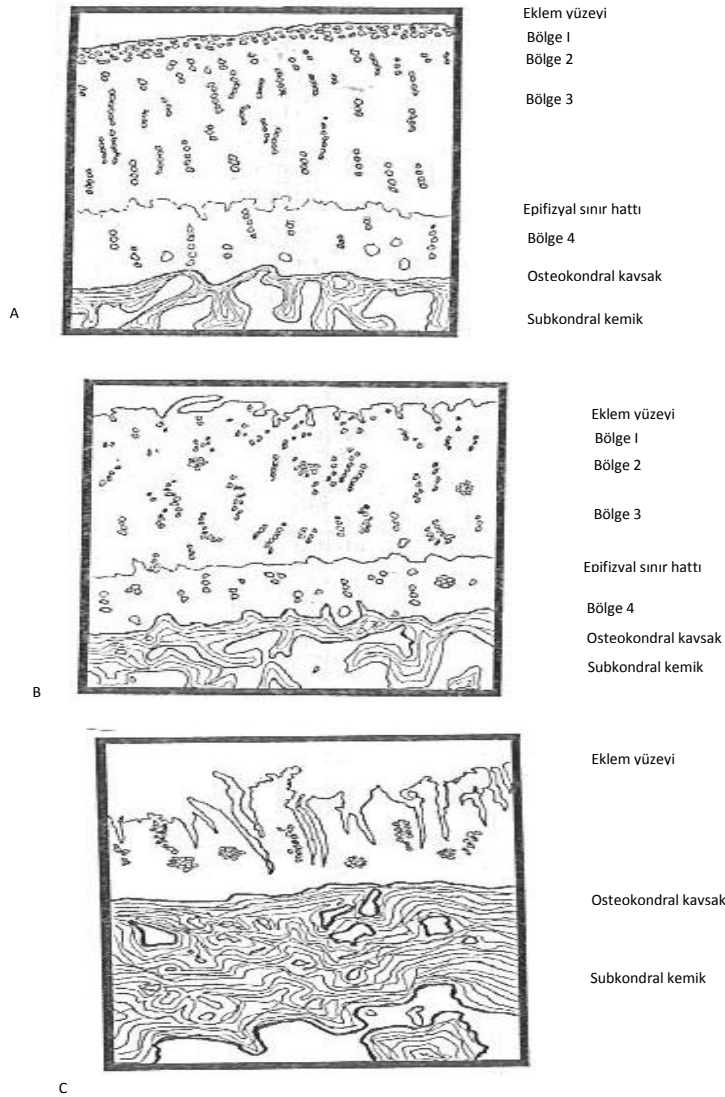 Eklem yüzeyi
Bölge I
Bölge 2
Bölge 3
Epifizyal sınır hattı
Bölge 4
Osteokondral kavsak
Subkondral kemik
A
Eklem yüzeyi
Bölge I
Bölge 2
Bölge 3
Epifizyal sınır hattı
Bölge 4
Osteokondral kavsak
Subkondral kemik
B
Eklem yüzeyi
Osteokondral kavsak
Subkondral kemik
C